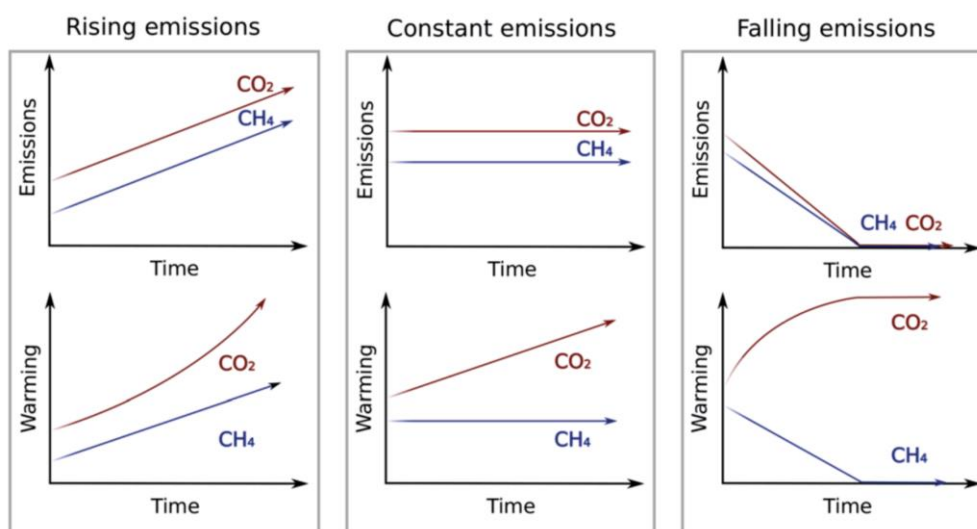 Rising emissions
Emissions
CO₂
CH₄
Time
Warming
CO₂
CH₄
Time
Constant emissions
Emissions
CO₂
CH₄
Time
Warming
CO₂
CH₄
Time
Falling emissions
Emissions
CH₄ CO₂
Time
Warming
CO₂
CH₄
Time